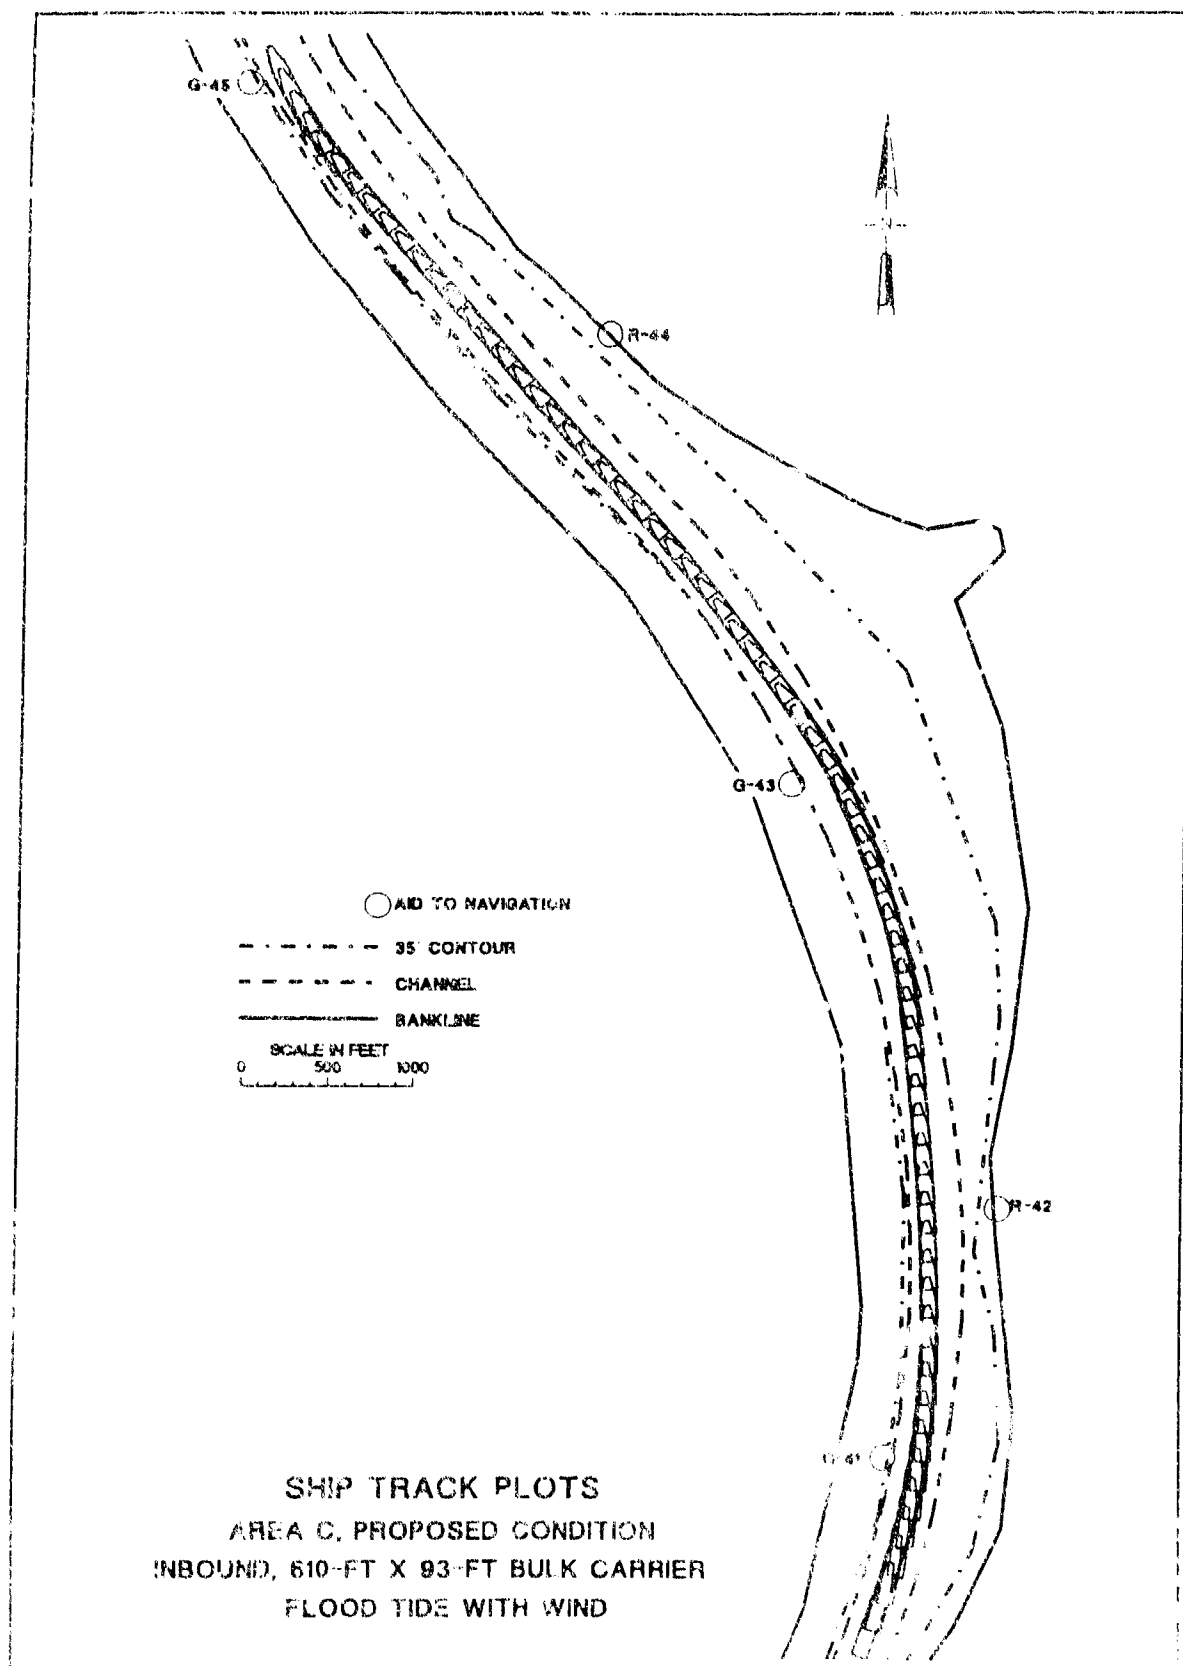 G-45
N
R-44
G-43
AID TO NAVIGATION
35' CONTOUR
CHANNEL
BANKLINE
SCALE IN FEET
0 500 1000
R-42
G-41
SHIP TRACK PLOTS
AREA C, PROPOSED CONDITION
INBOUND, 610-FT X 93-FT BULK CARRIER
FLOOD TIDE WITH WIND